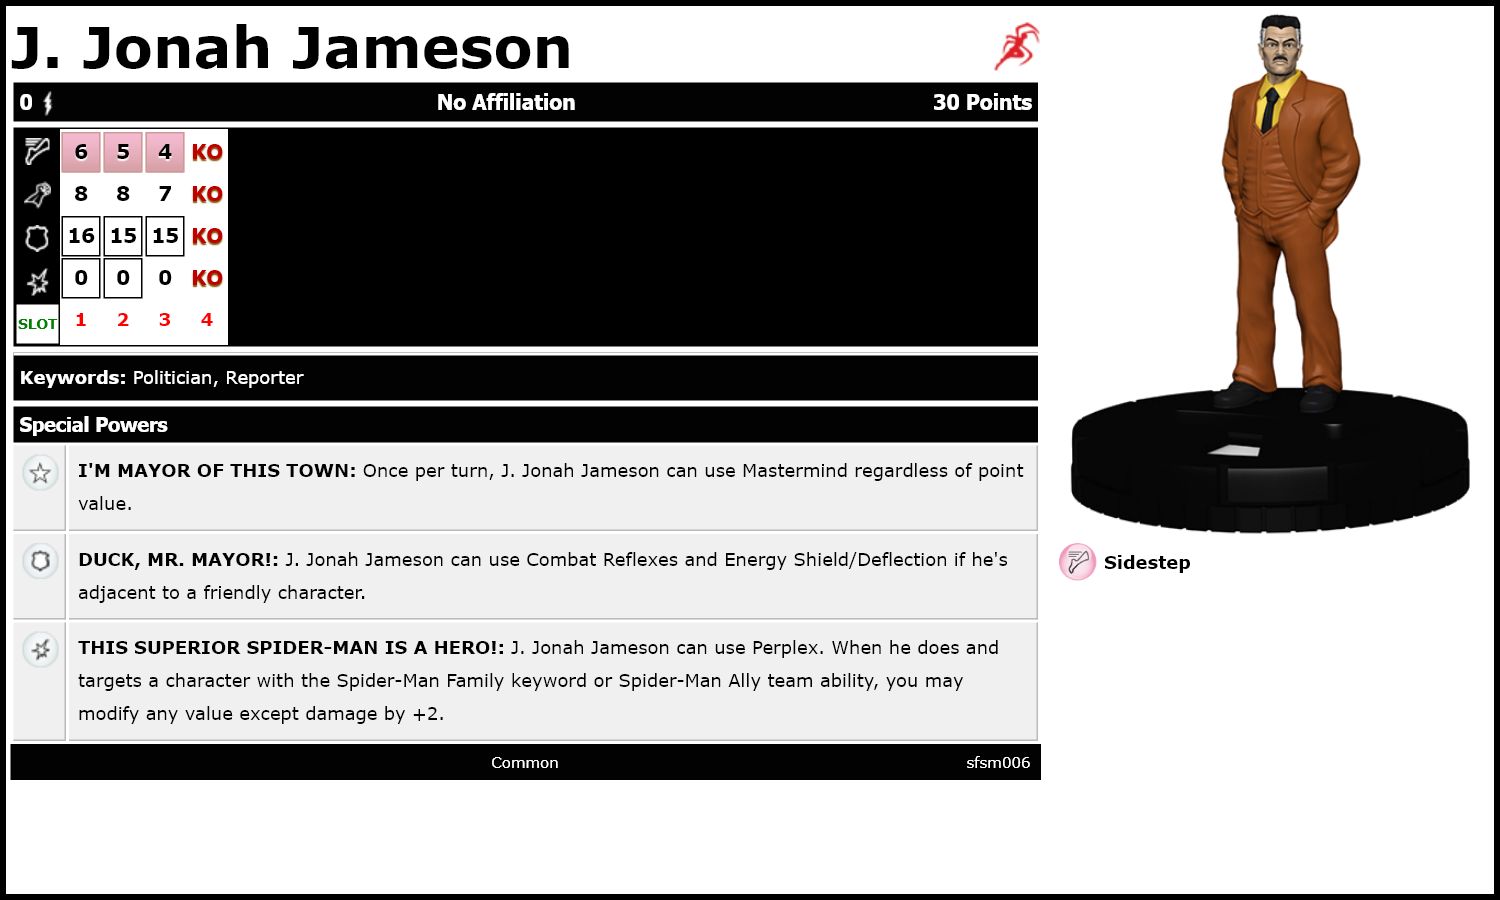 J. Jonah Jameson
0 No Affiliation 30 Points
6 5 4 KO
8 8 7 KO
16 15 15 KO
0 0 0 KO
SLOT 1 2 3 4
Keywords: Politician, Reporter
Special Powers
I'M MAYOR OF THIS TOWN: Once per turn, J. Jonah Jameson can use Mastermind regardless of point
value.
DUCK, MR. MAYOR!: J. Jonah Jameson can use Combat Reflexes and Energy Shield/Deflection if he's
adjacent to a friendly character.
THIS SUPERIOR SPIDER-MAN IS A HERO!: J. Jonah Jameson can use Perplex. When he does and
targets a character with the Spider-Man Family keyword or Spider-Man Ally team ability, you may
modify any value except damage by +2.
Common sfsm006
Sidestep